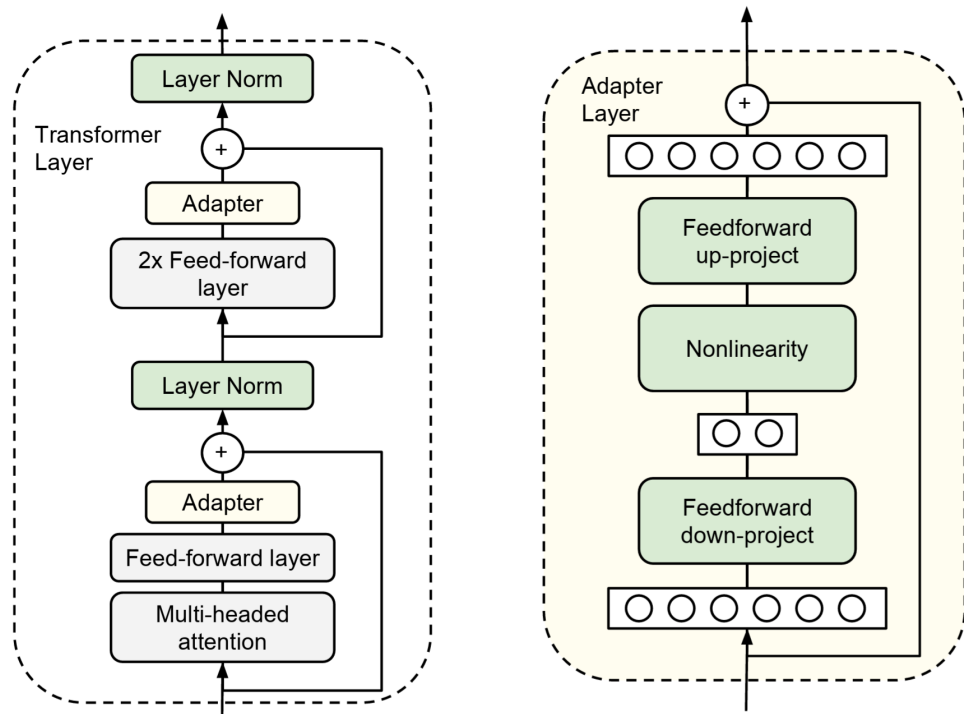 Layer Norm
Transformer
Layer
+
Adapter
2x Feed-forward
layer
Layer Norm
+
Adapter
Feed-forward layer
Multi-headed
attention
Adapter
Layer
+
Feedforward
up-project
Nonlinearity
Feedforward
down-project